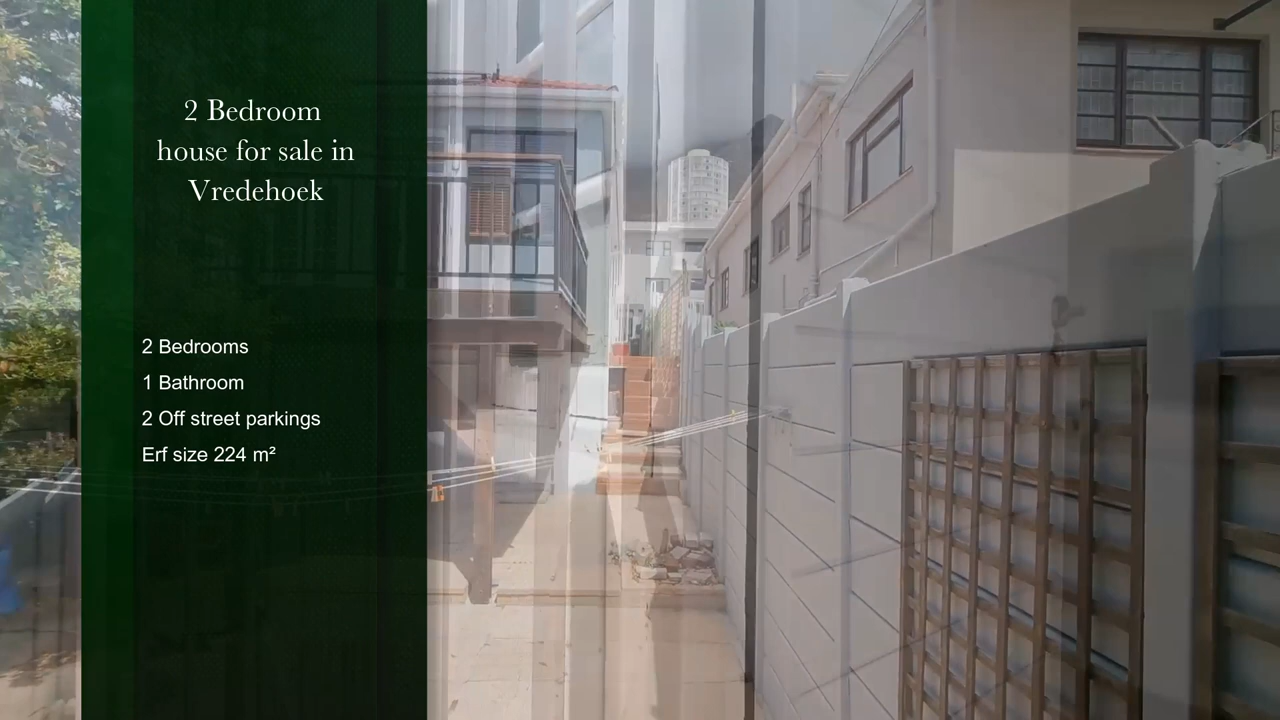 2 Bedroom
house for sale in
Vredehoek
2 Bedrooms
1 Bathroom
2 Off street parkings
Erf size 224 m²